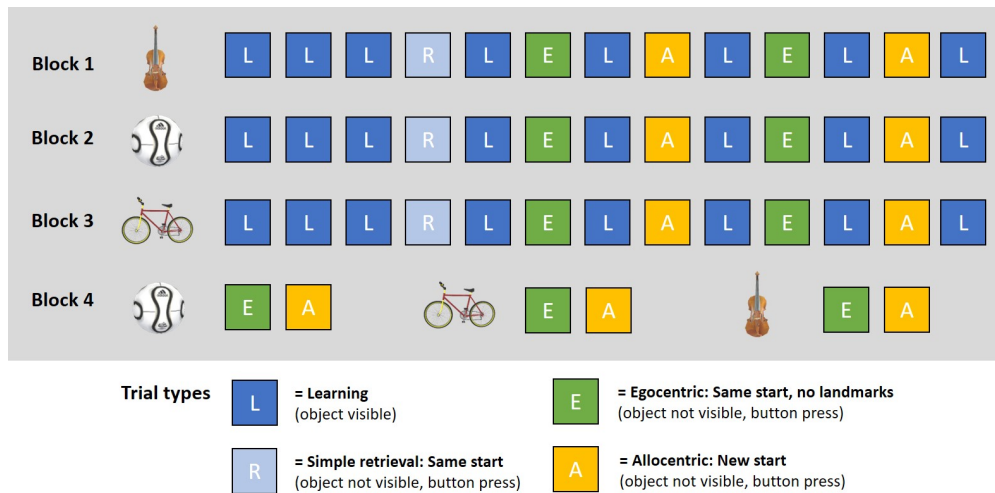 Block 1 L L L R L E L A L E L A L
Block 2 L L L R L E L A L E L A L
Block 3 L L L R L E L A L E L A L
Block 4 E A E A E A
Trial types
L = Learning
(object visible)
E = Egocentric: Same start, no landmarks
(object not visible, button press)
R = Simple retrieval: Same start
(object not visible, button press)
A = Allocentric: New start
(object not visible, button press)